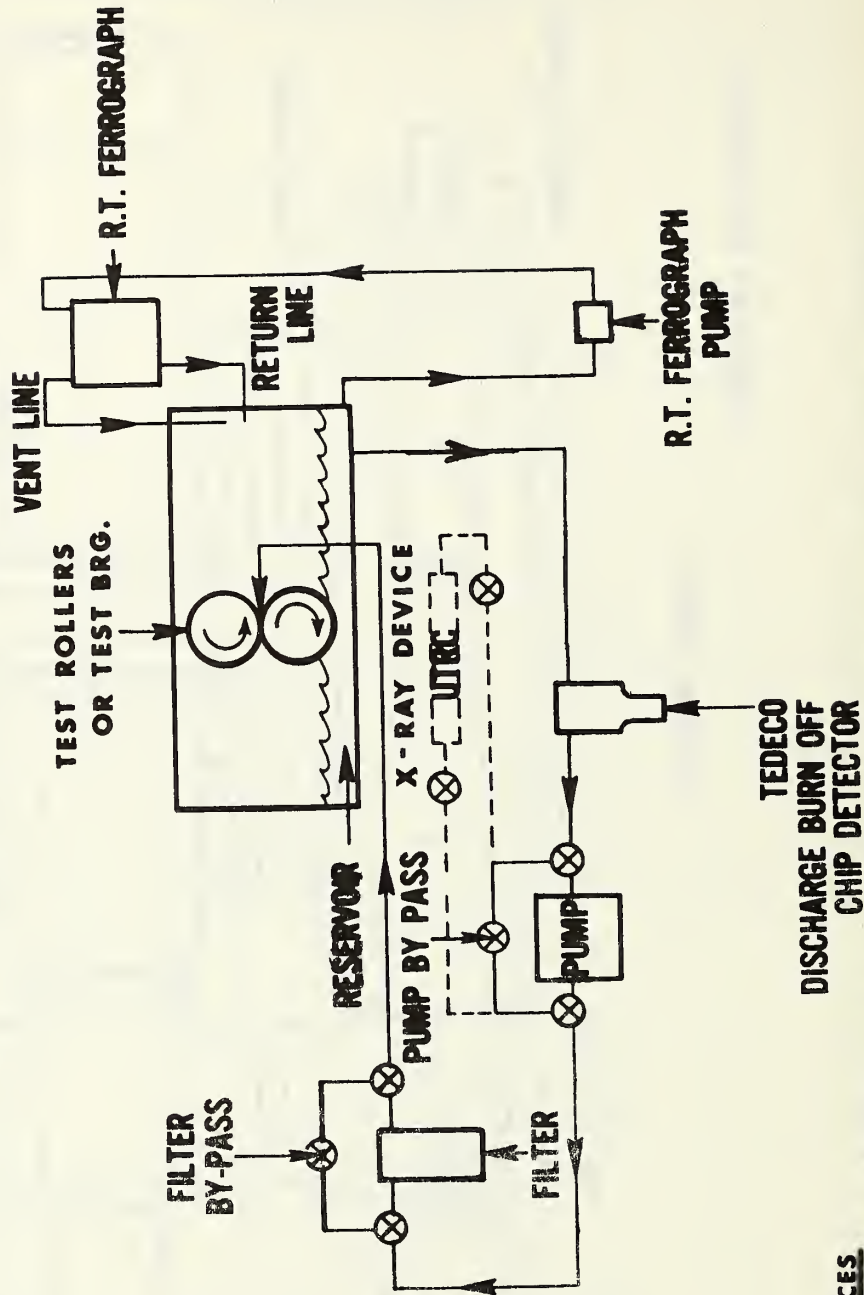 VENT LINE
R.T. FERROGRAPH
TEST ROLLERS
OR TEST BRG.
RETURN
LINE
X-RAY DEVICE
UTRC
RESERVOIR
PUMP BY PASS
R.T. FERROGRAPH
PUMP
FILTER
BY-PASS
PUMP
FILTER
TEDECO
DISCHARGE BURN OFF
CHIP DETECTOR